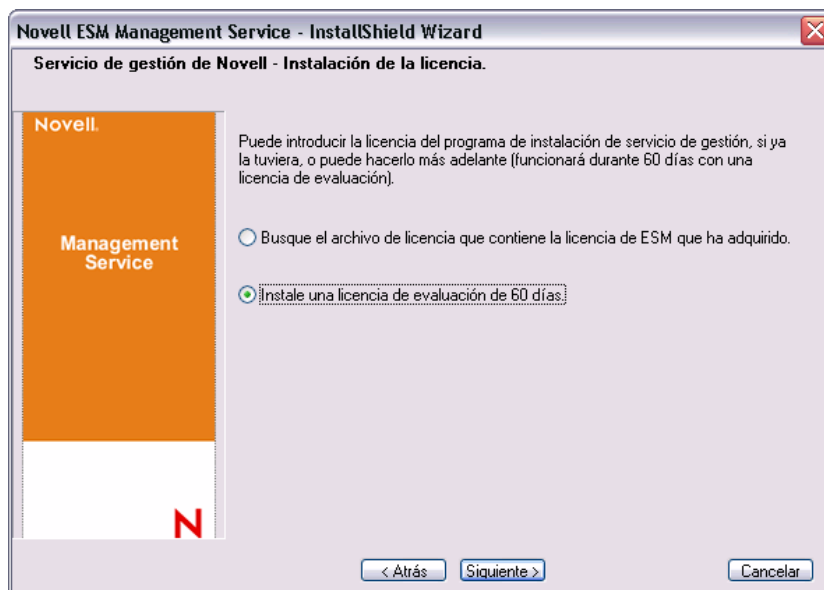 Novell ESM Management Service - InstallShield Wizard
Servicio de gestión de Novell - Instalación de la licencia.
Novell.
Management
Service
N
Puede introducir la licencia del programa de instalación de servicio de gestión, si ya
la tuviera, o puede hacerlo más adelante (funcionará durante 60 días con una
licencia de evaluación).
Busque el archivo de licencia que contiene la licencia de ESM que ha adquirido.
Instale una licencia de evaluación de 60 días.
< Atrás
Siguiente >
Cancelar